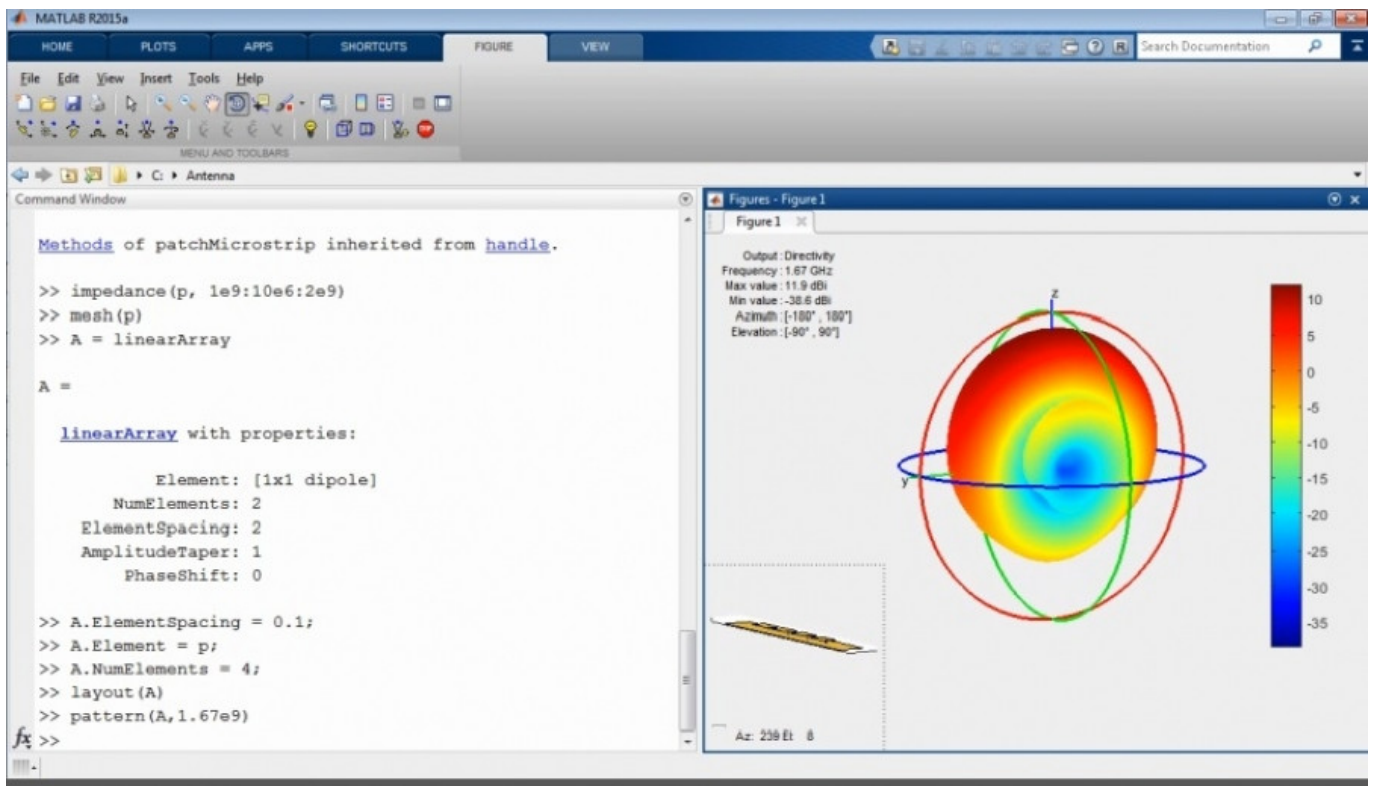 MATLAB R2015a
HOME PLOTS APPS SHORTCUTS FIGURE VIEW
Search Documentation
File Edit View Insert Tools Help
MENU AND TOOLBARS
C: Antenna
Command Window
Methods of patchMicrostrip inherited from handle.
>> impedance(p, 1e9:10e6:2e9)
>> mesh(p)
>> A = linearArray
A =
linearArray with properties:
Element: [1x1 dipole]
NumElements: 2
ElementSpacing: 2
AmplitudeTaper: 1
PhaseShift: 0
>> A.ElementSpacing = 0.1;
>> A.Element = p;
>> A.NumElements = 4;
>> layout(A)
>> pattern(A,1.67e9)
fx >>
Figures - Figure 1
Figure 1
Output : Directivity
Frequency : 1.67 GHz
Max value : 11.9 dBi
Min value : -38.6 dBi
Azimuth : [-180° , 180°]
Elevation : [-90° , 90°]
z
y
10
5
0
-5
-10
-15
-20
-25
-30
-35
Az: 239 El: 8